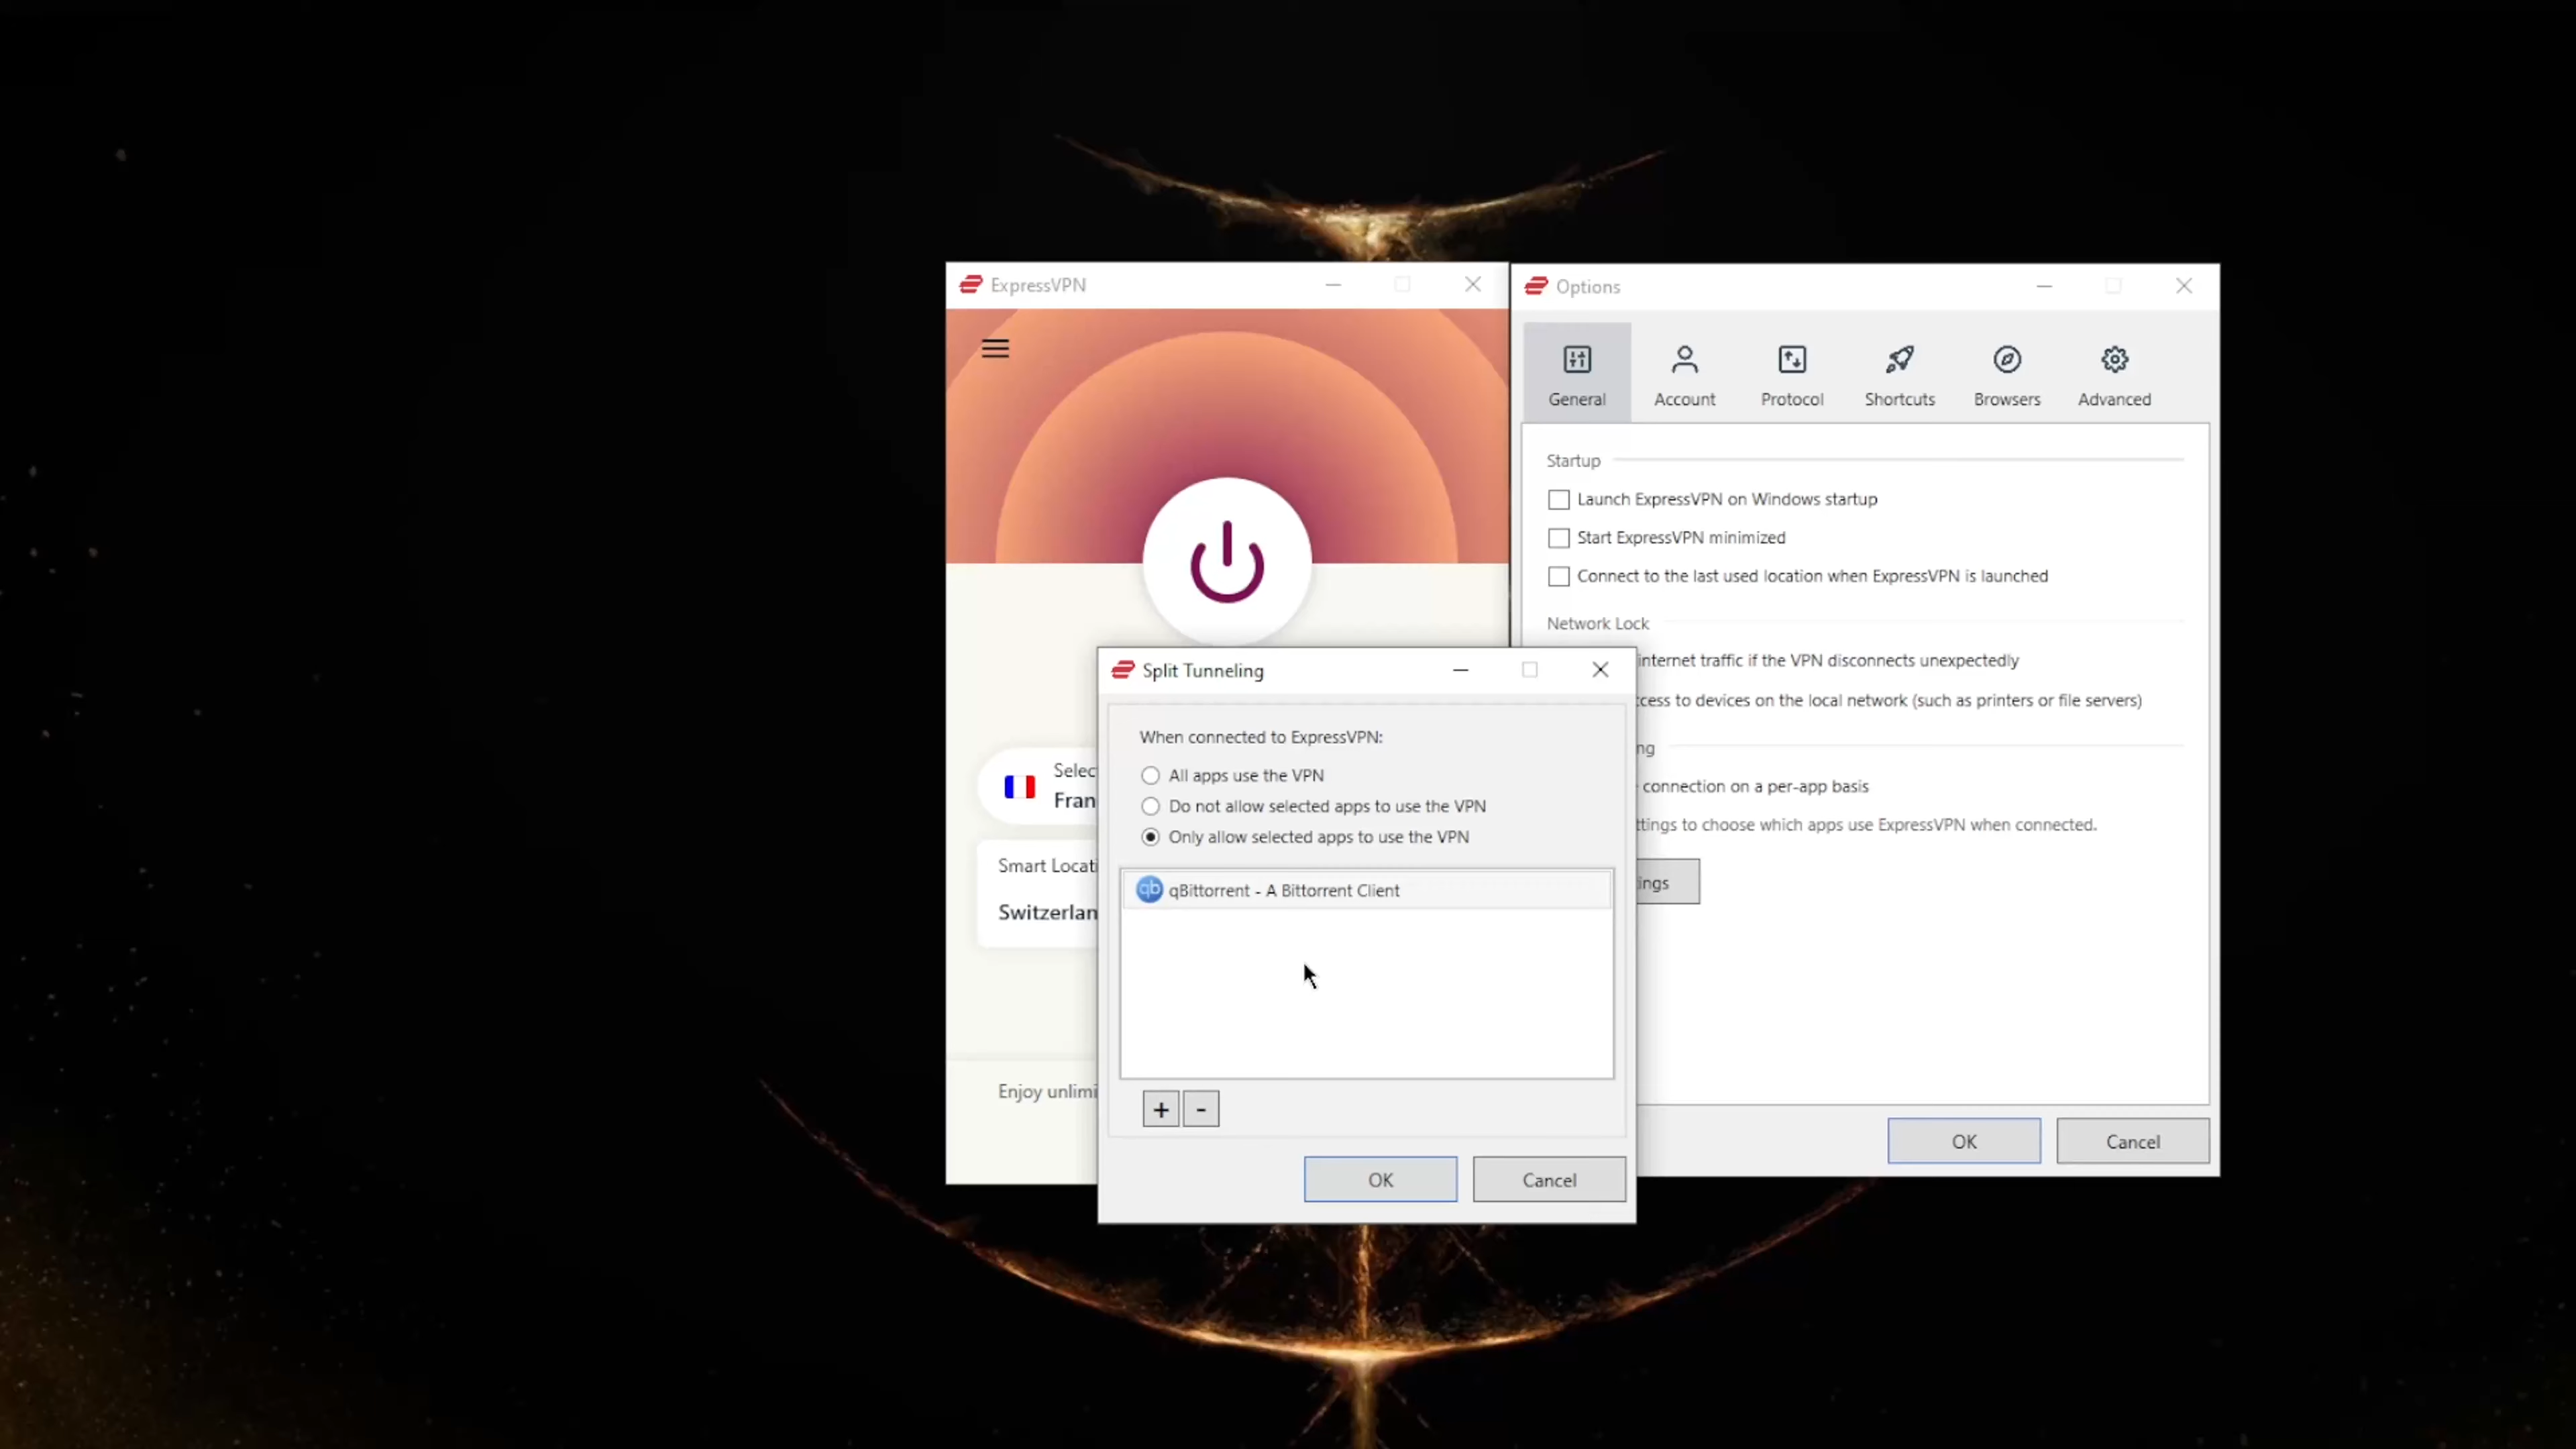 ExpressVPN
Selec
Fran
Smart Locati
Switzerlan
Enjoy unlimi
Options
General
Account
Protocol
Shortcuts
Browsers
Advanced
Startup
Launch ExpressVPN on Windows startup
Start ExpressVPN minimized
Connect to the last used location when ExpressVPN is launched
Network Lock
internet traffic if the VPN disconnects unexpectedly
ccess to devices on the local network (such as printers or file servers)
ng
connection on a per-app basis
ttings to choose which apps use ExpressVPN when connected.
ings
OK
Cancel
Split Tunneling
When connected to ExpressVPN:
All apps use the VPN
Do not allow selected apps to use the VPN
Only allow selected apps to use the VPN
qb qBittorrent - A Bittorrent Client
+ -
OK
Cancel